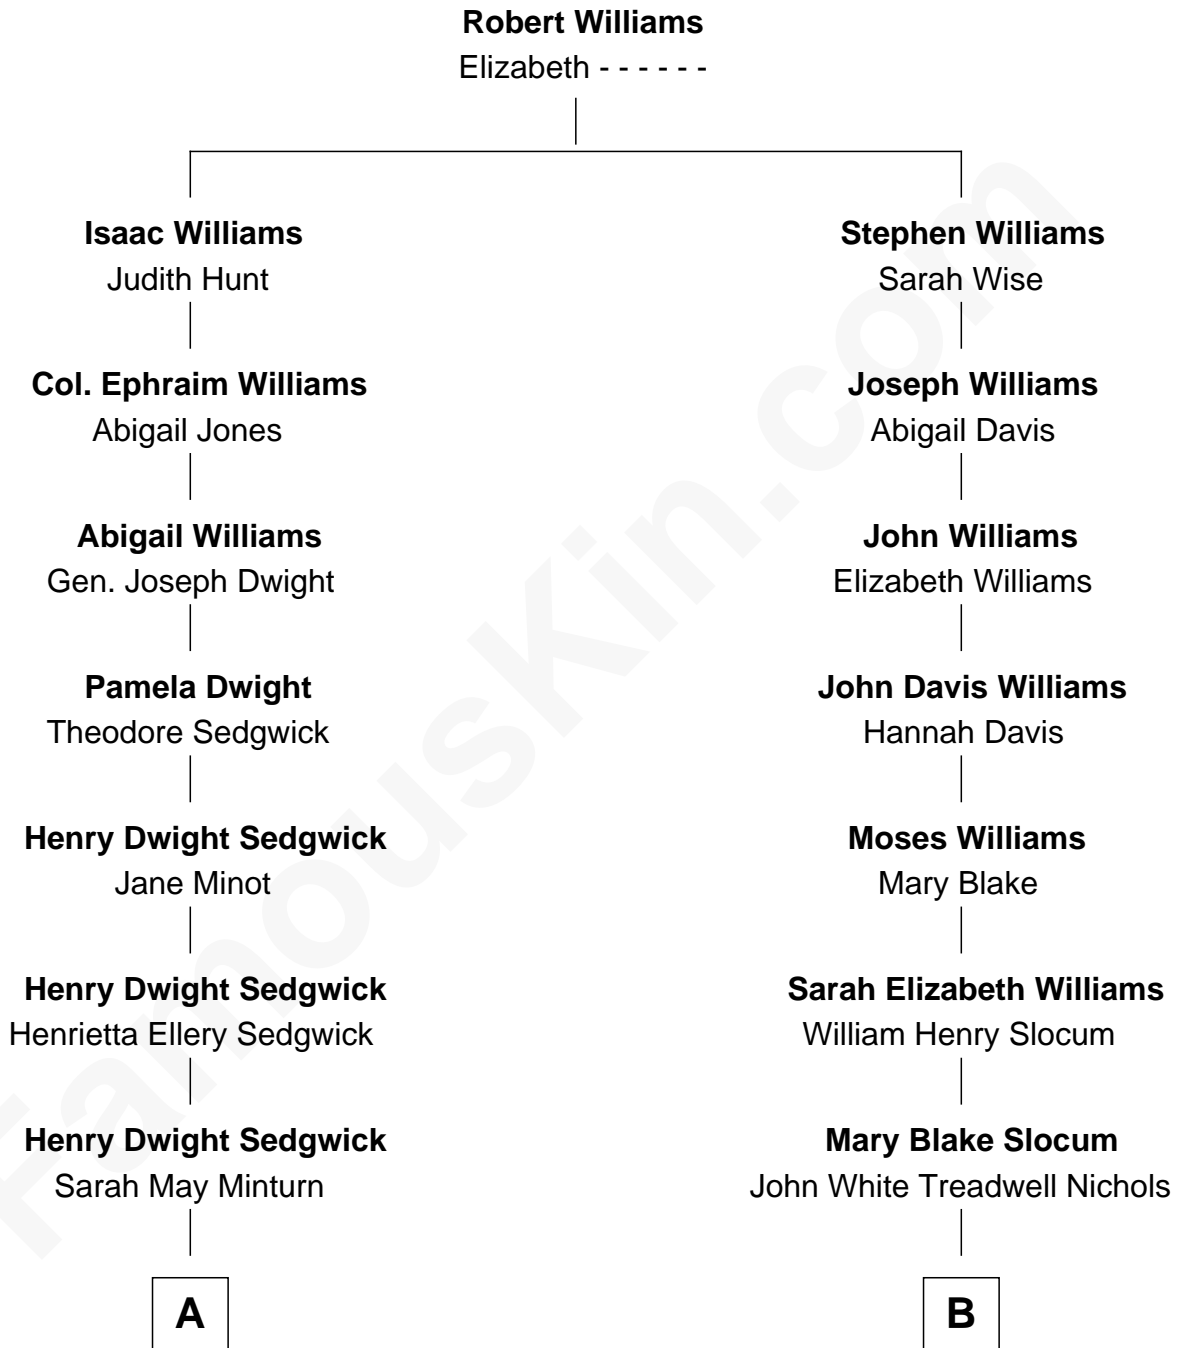 Robert Williams
Elizabeth - - - - - -
Isaac Williams
Judith Hunt
Stephen Williams
Sarah Wise
Col. Ephraim Williams
Abigail Jones
Joseph Williams
Abigail Davis
Abigail Williams
Gen. Joseph Dwight
John Williams
Elizabeth Williams
Pamela Dwight
Theodore Sedgwick
John Davis Williams
Hannah Davis
Henry Dwight Sedgwick
Jane Minot
Moses Williams
Mary Blake
Henry Dwight Sedgwick
Henrietta Ellery Sedgwick
Sarah Elizabeth Williams
William Henry Slocum
Henry Dwight Sedgwick
Sarah May Minturn
Mary Blake Slocum
John White Treadwell Nichols
A
B
FamousKin.com